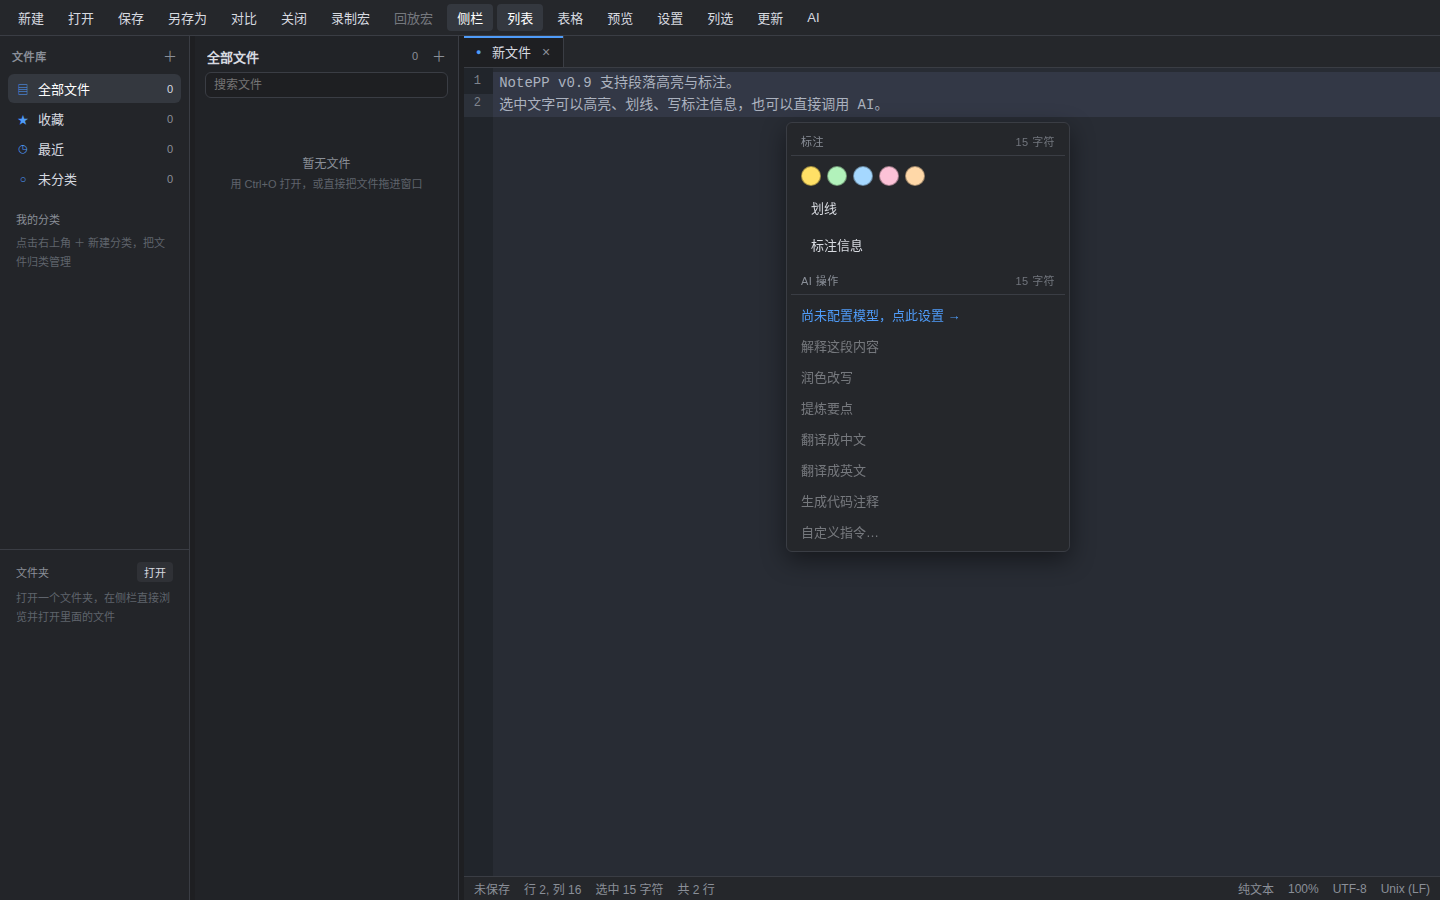 新建 打开 保存 另存为 对比 关闭 录制宏 回放宏 侧栏 列表 表格 预览 设置 列选 更新 AI
文件库 ＋
全部文件 0
收藏 0
最近 0
未分类 0
我的分类
点击右上角 ＋ 新建分类，把文
件归类管理
文件夹 打开
打开一个文件夹，在侧栏直接浏
览并打开里面的文件
全部文件 0 ＋
搜索文件
暂无文件
用 Ctrl+O 打开，或直接把文件拖进窗口
● 新文件 ×
1 NotePP v0.9 支持段落高亮与标注。
2 选中文字可以高亮、划线、写标注信息，也可以直接调用 AI。
标注 15 字符
划线
标注信息
AI 操作 15 字符
尚未配置模型，点此设置 →
解释这段内容
润色改写
提炼要点
翻译成中文
翻译成英文
生成代码注释
自定义指令…
未保存 行 2, 列 16 选中 15 字符 共 2 行 纯文本 100% UTF-8 Unix (LF)